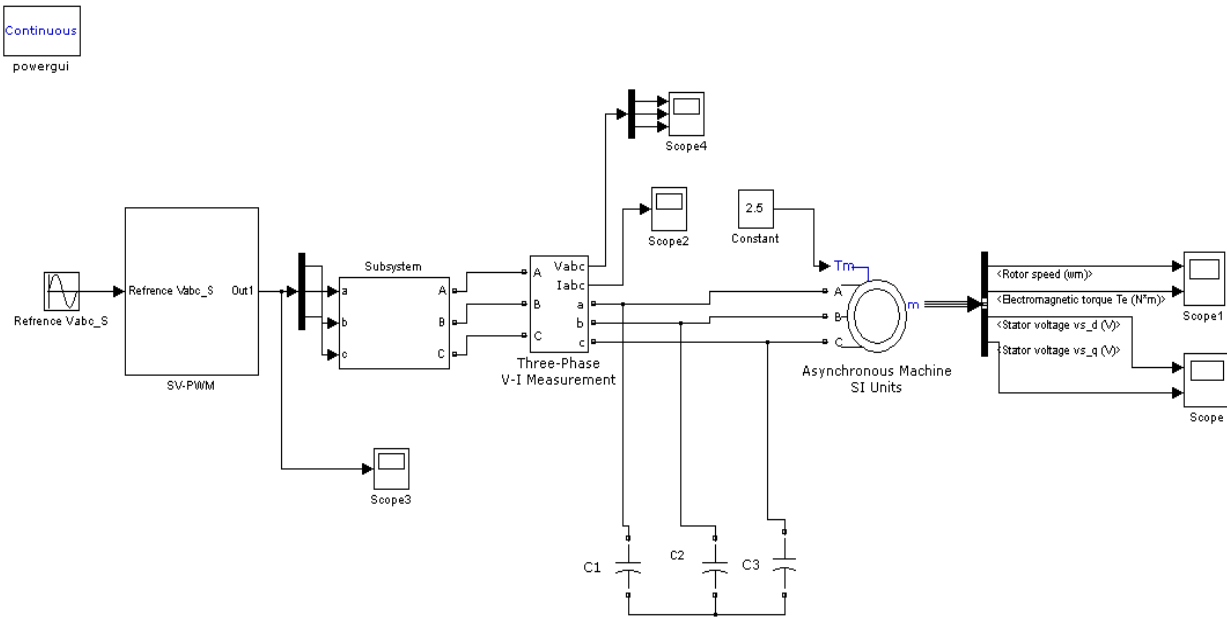 Continuous
powergui
Scope4
Scope2
2.5
Constant
Refrence Vabc_S
Refrence Vabc_S
Out1
SV-PWM
Subsystem
a
b
c
A
B
C
A
B
C
Vabc
Iabc
a
b
c
Three-Phase
V-I Measurement
Tm
A
B
C
m
Asynchronous Machine
SI Units
<Rotor speed (wm)>
<Electromagnetic torque Te (N*m)>
<Stator voltage vs_d (V)>
<Stator voltage vs_q (V)>
Scope1
Scope
Scope3
C1
C2
C3